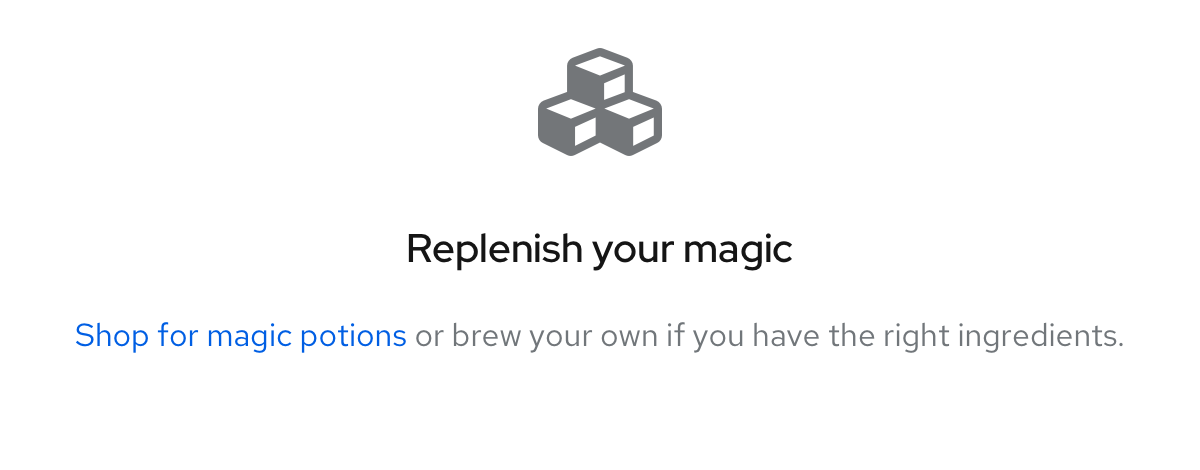 Replenish your magic
Shop for magic potions or brew your own if you have the right ingredients.